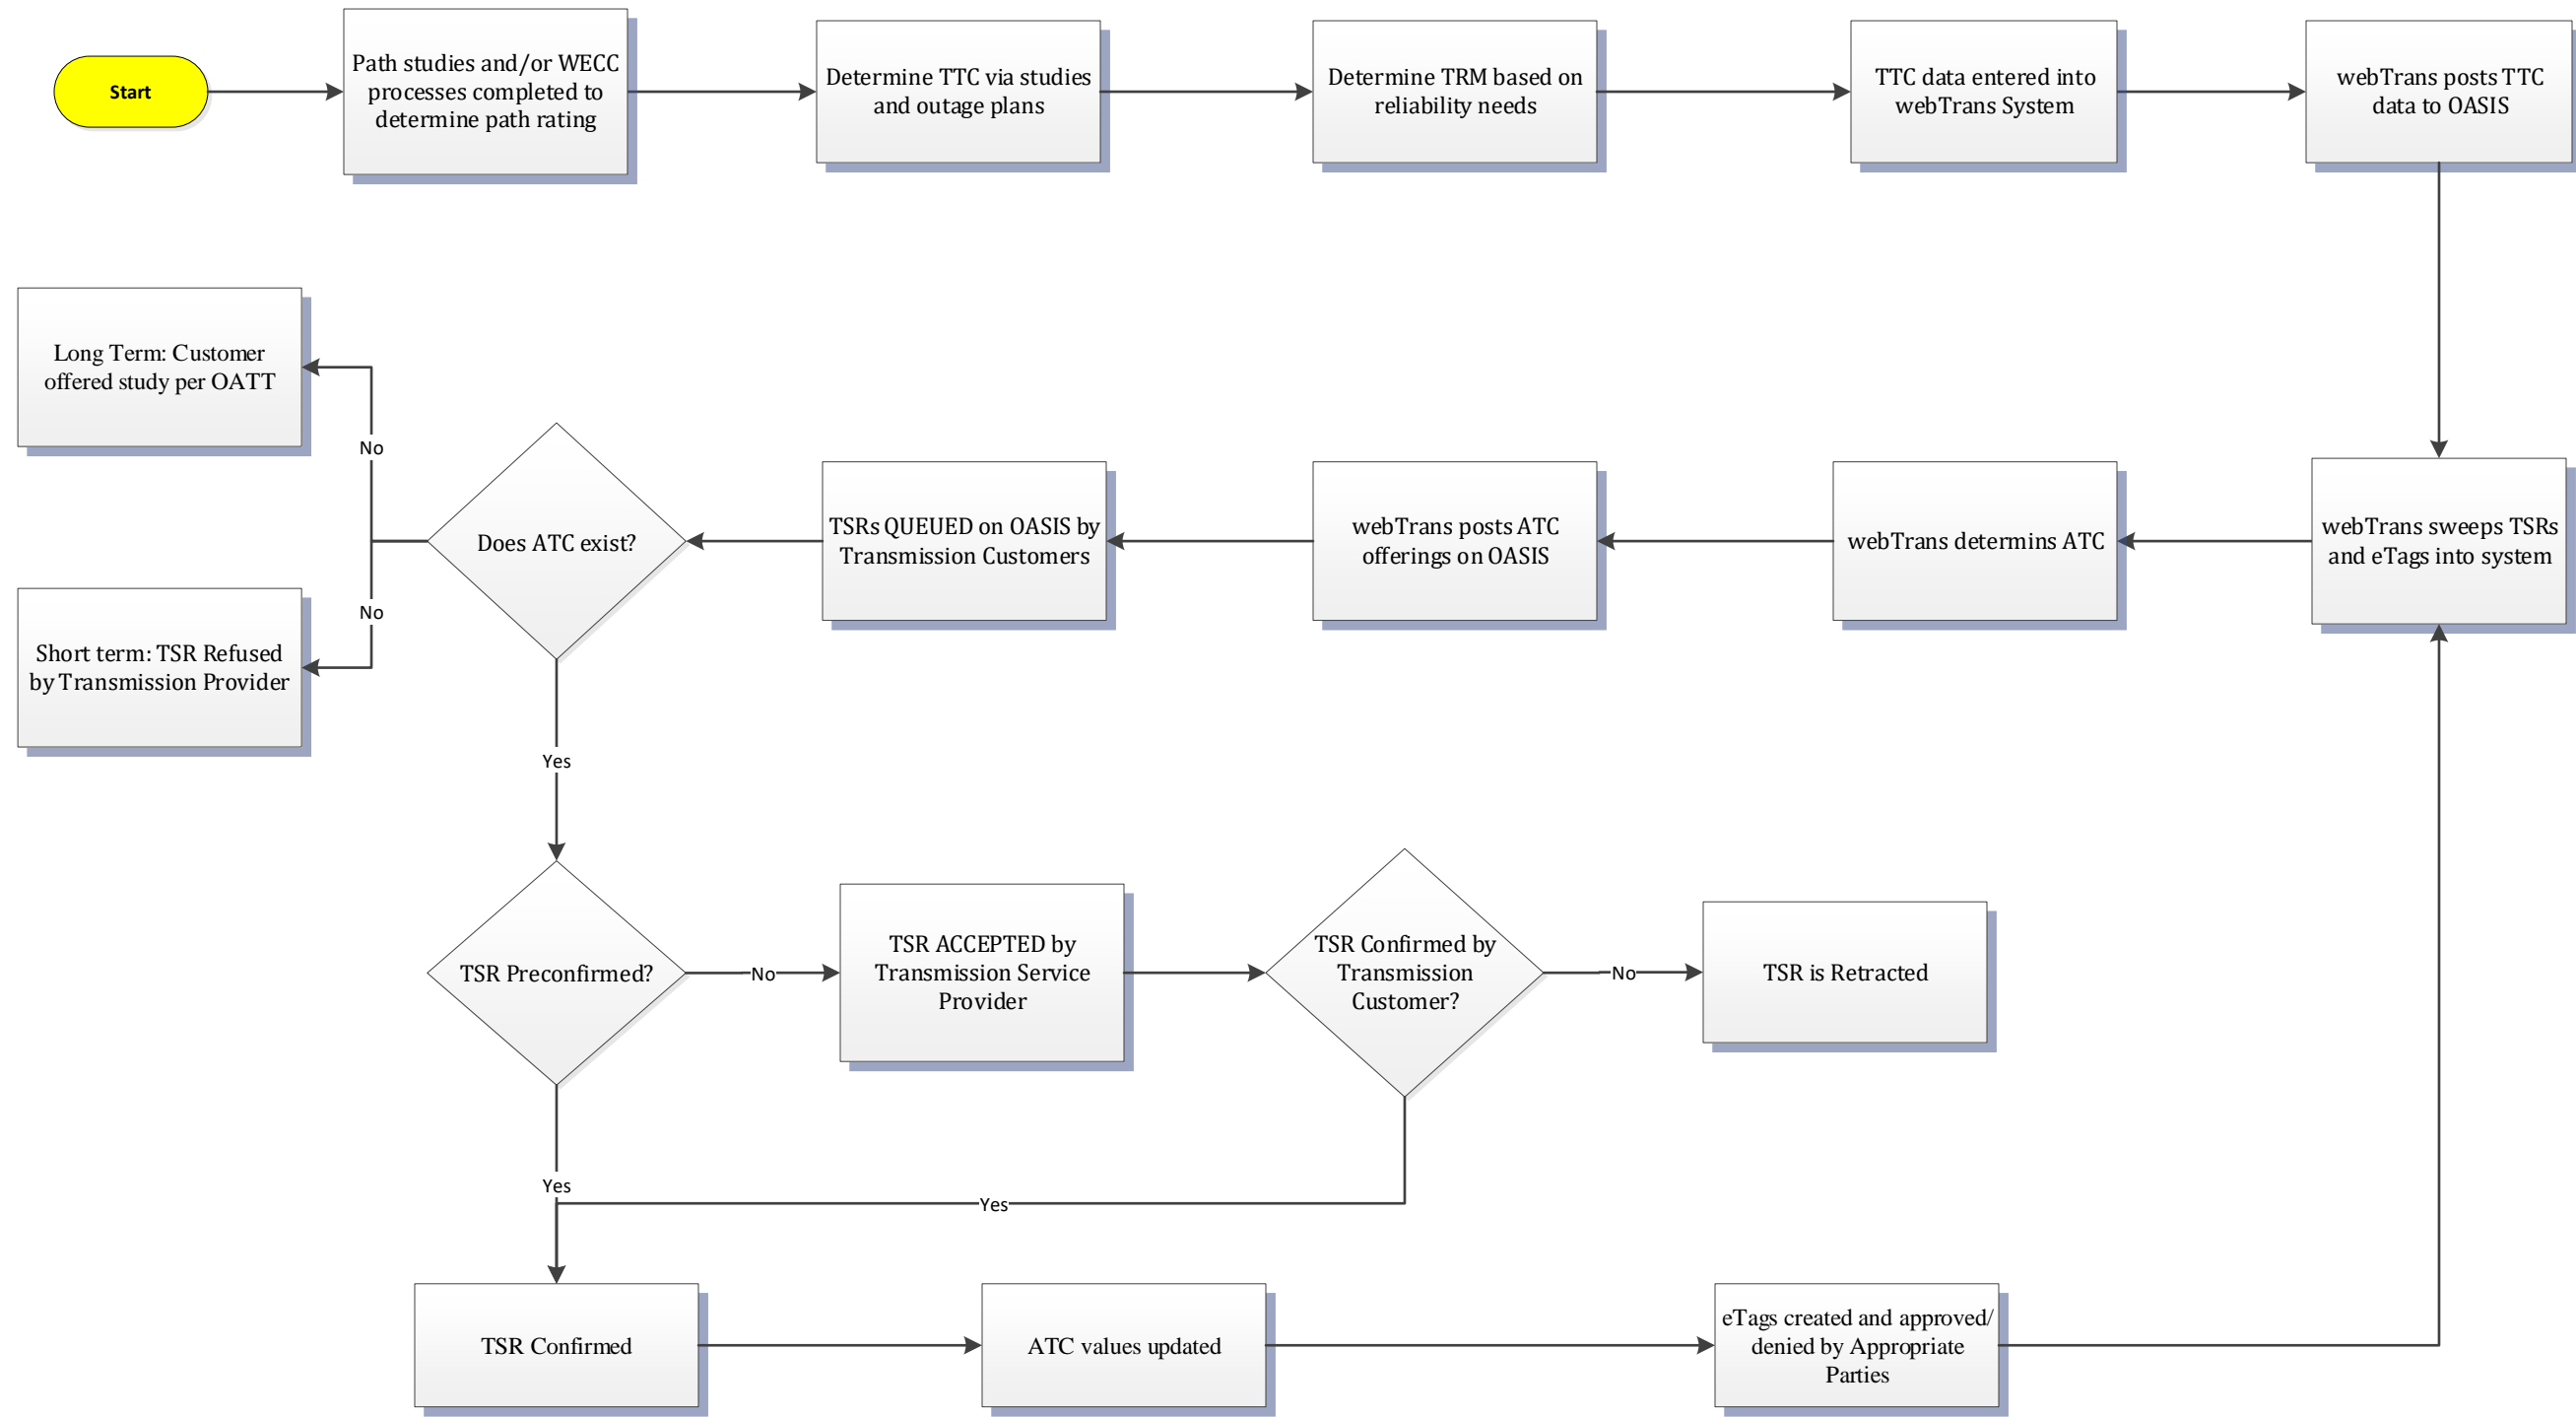 Start
Path studies and/or WECC
processes completed to
determine path rating
Determine TTC via studies
and outage plans
Determine TRM based on
reliability needs
TTC data entered into
webTrans System
webTrans posts TTC
data to OASIS
Long Term: Customer
offered study per OATT
No
Does ATC exist?
TSRs QUEUED on OASIS by
Transmission Customers
webTrans posts ATC
offerings on OASIS
webTrans determins ATC
webTrans sweeps TSRs
and eTags into system
No
Short term: TSR Refused
by Transmission Provider
Yes
TSR Preconfirmed?
No
TSR ACCEPTED by
Transmission Service
Provider
TSR Confirmed by
Transmission
Customer?
No
TSR is Retracted
Yes
Yes
TSR Confirmed
ATC values updated
eTags created and approved/
denied by Appropriate
Parties